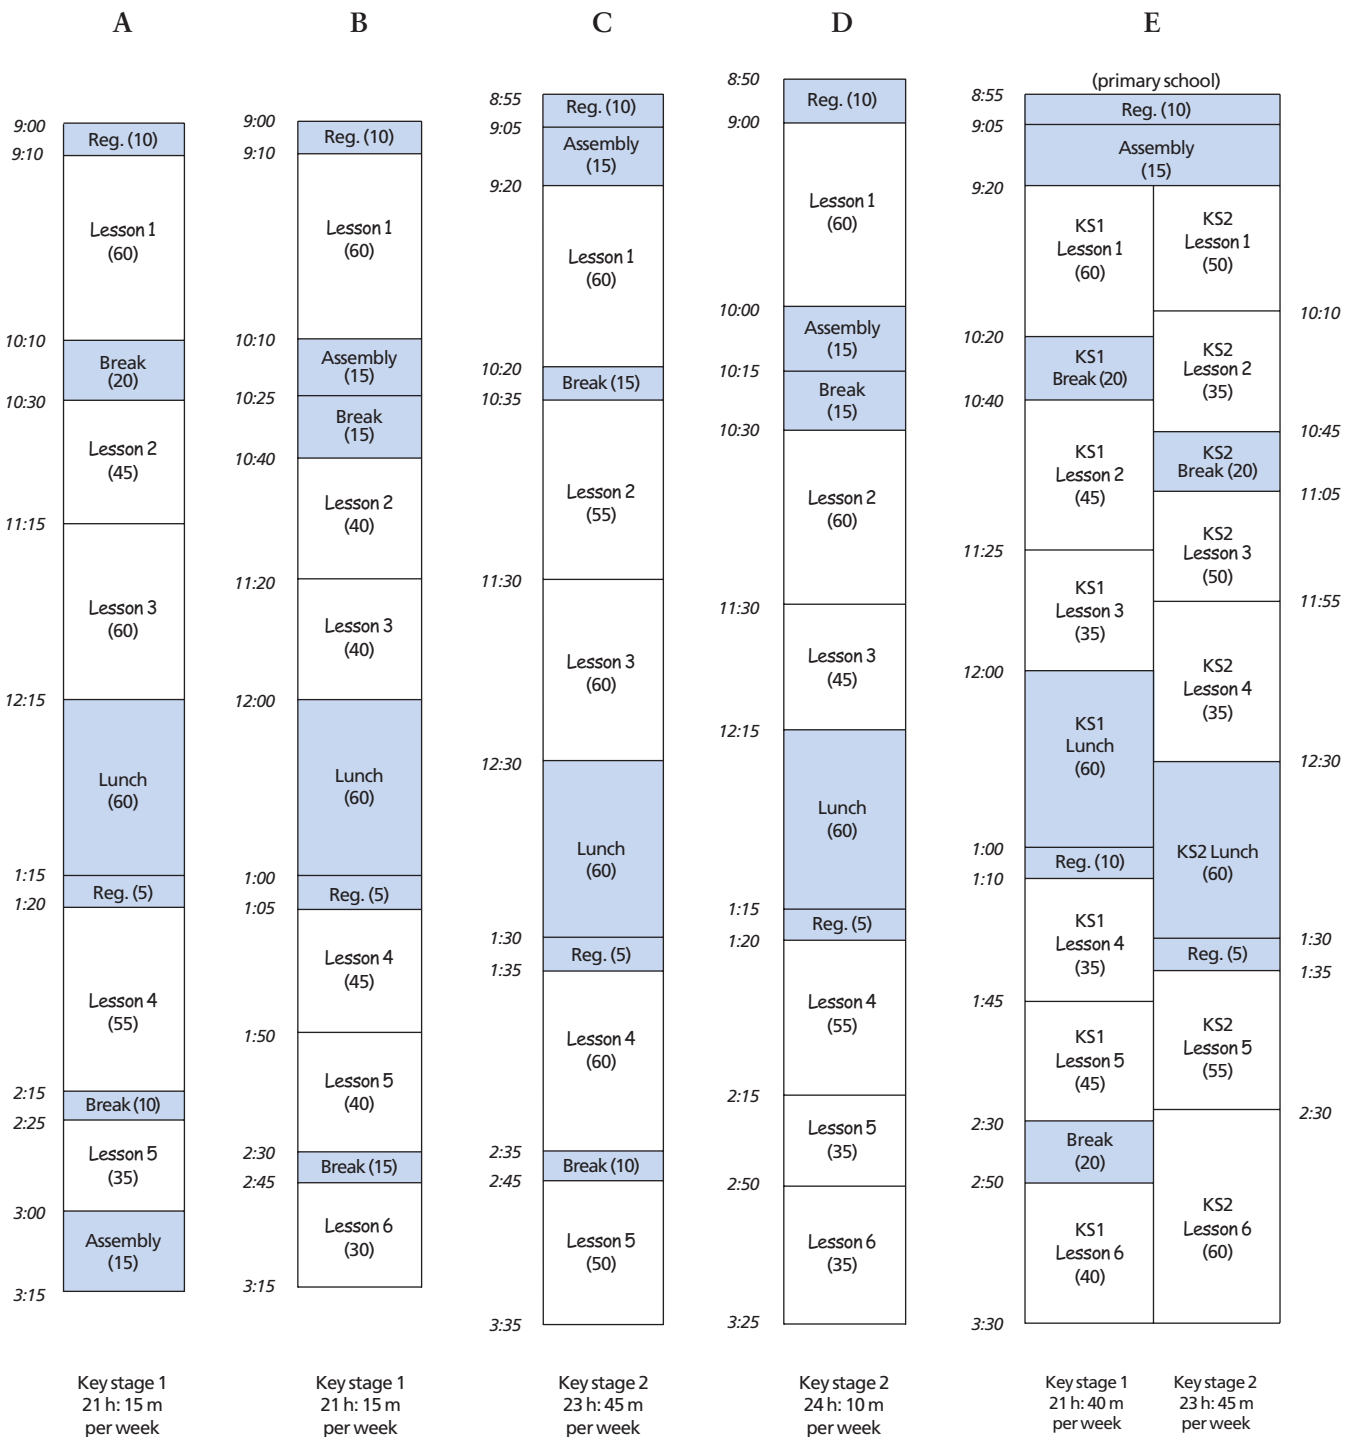 A
9:00
Reg. (10)
9:10
Lesson 1
(60)
10:10
Break
(20)
10:30
Lesson 2
(45)
11:15
Lesson 3
(60)
12:15
Lunch
(60)
1:15
Reg. (5)
1:20
Lesson 4
(55)
2:15
Break (10)
2:25
Lesson 5
(35)
3:00
Assembly
(15)
3:15
Key stage 1
21 h: 15 m
per week
B
9:00
Reg. (10)
9:10
Lesson 1
(60)
10:10
Assembly
(15)
10:25
Break
(15)
10:40
Lesson 2
(40)
11:20
Lesson 3
(40)
12:00
Lunch
(60)
1:00
Reg. (5)
1:05
Lesson 4
(45)
1:50
Lesson 5
(40)
2:30
Break (15)
2:45
Lesson 6
(30)
3:15
Key stage 1
21 h: 15 m
per week
C
8:55
Reg. (10)
9:05
Assembly
(15)
9:20
Lesson 1
(60)
10:20
Break (15)
10:35
Lesson 2
(55)
11:30
Lesson 3
(60)
12:30
Lunch
(60)
1:30
Reg. (5)
1:35
Lesson 4
(60)
2:35
Break (10)
2:45
Lesson 5
(50)
3:35
Key stage 2
23 h: 45 m
per week
D
8:50
Reg. (10)
9:00
Lesson 1
(60)
10:00
Assembly
(15)
10:15
Break
(15)
10:30
Lesson 2
(60)
11:30
Lesson 3
(45)
12:15
Lunch
(60)
1:15
Reg. (5)
1:20
Lesson 4
(55)
2:15
Lesson 5
(35)
2:50
Lesson 6
(35)
3:25
Key stage 2
24 h: 10 m
per week
E
(primary school)
8:55
Reg. (10)
9:05
Assembly
(15)
9:20
KS1
Lesson 1
(60)
10:20
KS1
Break (20)
10:40
KS1
Lesson 2
(45)
11:25
KS1
Lesson 3
(35)
12:00
KS1
Lunch
(60)
1:00
Reg. (10)
1:10
KS1
Lesson 4
(35)
1:45
KS1
Lesson 5
(45)
2:30
Break
(20)
2:50
KS1
Lesson 6
(40)
3:30
Key stage 1
21 h: 40 m
per week
KS2
Lesson 1
(50)
10:10
KS2
Lesson 2
(35)
10:45
KS2
Break (20)
11:05
KS2
Lesson 3
(50)
11:55
KS2
Lesson 4
(35)
12:30
KS2 Lunch
(60)
1:30
Reg. (5)
1:35
KS2
Lesson 5
(55)
2:30
KS2
Lesson 6
(60)
Key stage 2
23 h: 45 m
per week